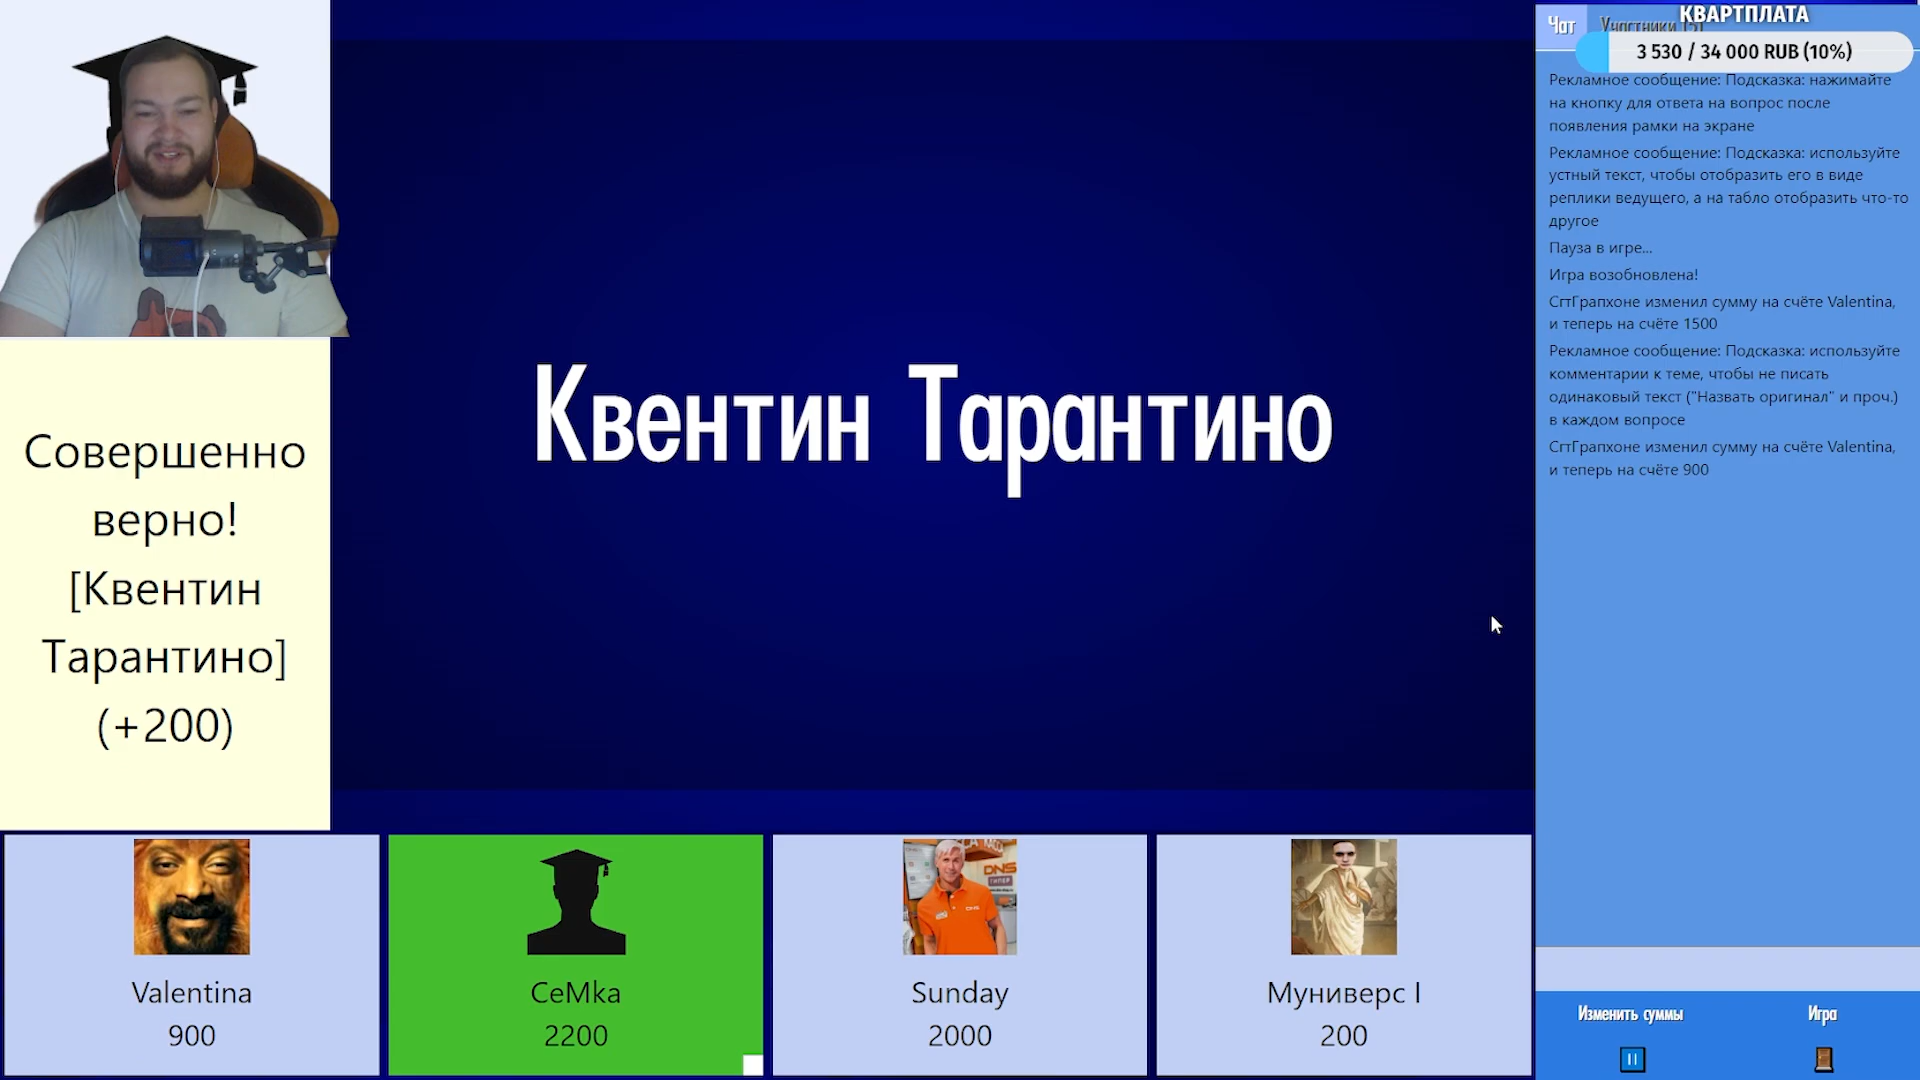 Совершенно
верно!
[Квентин
Тарантино]
(+200)
Квентин Тарантино
Valentina
900
CeMka
2200
Sunday
2000
Муниверс I
200
КВАРТПЛАТА
Чат
Участники
3 530 / 34 000 RUB (10%)
Рекламное сообщение: Подсказка: нажимайте
на кнопку для ответа на вопрос после
появления рамки на экране
Рекламное сообщение: Подсказка: используйте
устный текст, чтобы отобразить его в виде
реплики ведущего, а на табло отобразить что-то
другое
Пауза в игре...
Игра возобновлена!
СгтГрапхоне изменил сумму на счёте Valentina,
и теперь на счёте 1500
Рекламное сообщение: Подсказка: используйте
комментарии к теме, чтобы не писать
одинаковый текст ("Назвать оригинал" и проч.)
в каждом вопросе
СгтГрапхоне изменил сумму на счёте Valentina,
и теперь на счёте 900
Изменить суммы
Игра
DNS
ГИПЕР